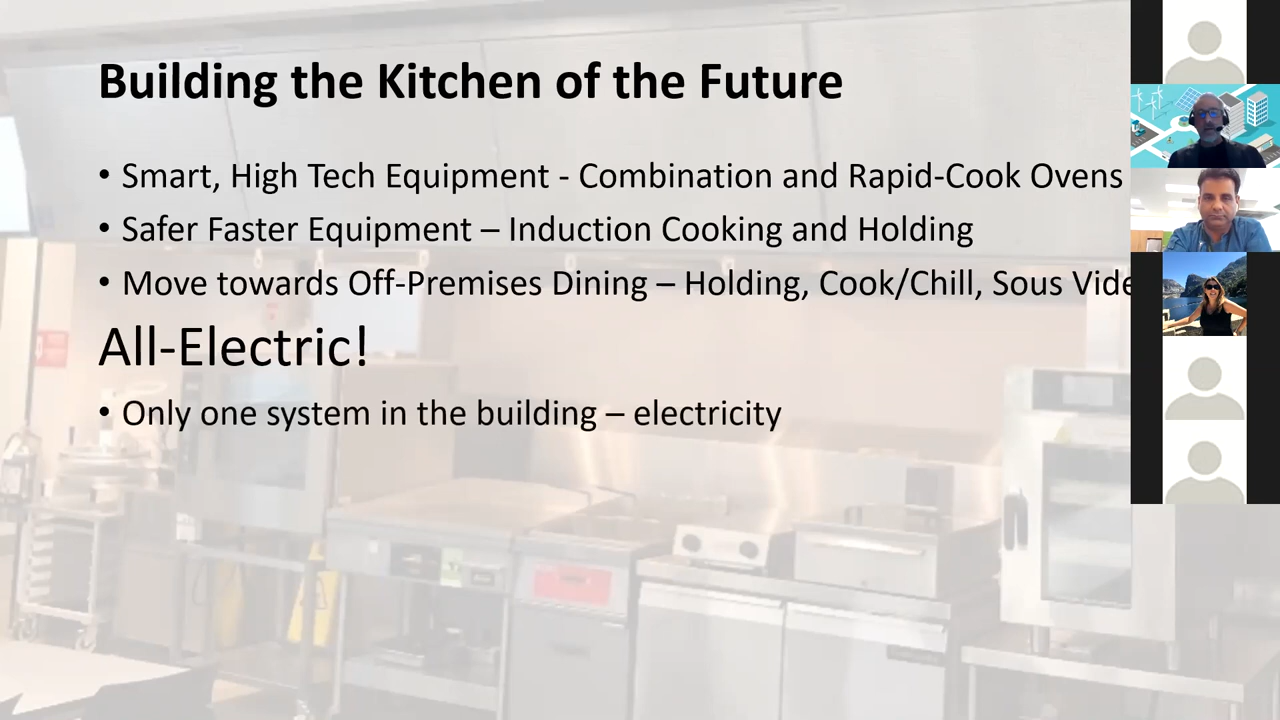 Building the Kitchen of the Future
• Smart, High Tech Equipment - Combination and Rapid-Cook Ovens
• Safer Faster Equipment – Induction Cooking and Holding
• Move towards Off-Premises Dining – Holding, Cook/Chill, Sous Vide
All-Electric!
• Only one system in the building – electricity